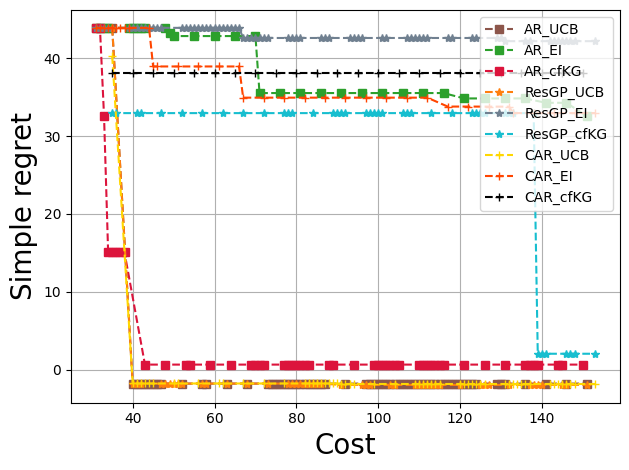 Simple regret
40
30
20
10
0
40
60
80
100
120
140
Cost
AR_UCB
AR_EI
AR_cfKG
ResGP_UCB
ResGP_EI
ResGP_cfKG
CAR_UCB
CAR_EI
CAR_cfKG